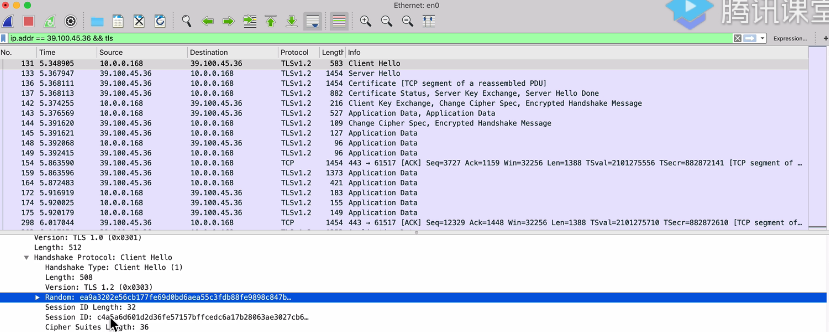 Ethernet: en0
腾讯课堂
ip.addr == 39.100.45.36 && tls
Expression...
No. Time Source Destination Protocol Length Info
131 5.348905 10.0.0.168 39.100.45.36 TLSv1.2 583 Client Hello
133 5.367947 39.100.45.36 10.0.0.168 TLSv1.2 1454 Server Hello
136 5.368111 39.100.45.36 10.0.0.168 TLSv1.2 1454 Certificate [TCP segment of a reassembled PDU]
137 5.368113 39.100.45.36 10.0.0.168 TLSv1.2 882 Certificate Status, Server Key Exchange, Server Hello Done
142 5.374255 10.0.0.168 39.100.45.36 TLSv1.2 216 Client Key Exchange, Change Cipher Spec, Encrypted Handshake Message
143 5.376569 10.0.0.168 39.100.45.36 TLSv1.2 527 Application Data, Application Data
144 5.391620 39.100.45.36 10.0.0.168 TLSv1.2 109 Change Cipher Spec, Encrypted Handshake Message
145 5.391621 39.100.45.36 10.0.0.168 TLSv1.2 127 Application Data
148 5.392068 10.0.0.168 39.100.45.36 TLSv1.2 96 Application Data
149 5.392415 39.100.45.36 10.0.0.168 TLSv1.2 96 Application Data
154 5.863590 39.100.45.36 10.0.0.168 TCP 1454 443 → 61517 [ACK] Seq=3727 Ack=1159 Win=32256 Len=1388 TSval=2101275556 TSecr=882872141 [TCP segment of …
159 5.863596 39.100.45.36 10.0.0.168 TLSv1.2 1373 Application Data
164 5.872483 39.100.45.36 10.0.0.168 TLSv1.2 421 Application Data
172 5.916919 10.0.0.168 39.100.45.36 TLSv1.2 183 Application Data
174 5.920025 10.0.0.168 39.100.45.36 TLSv1.2 155 Application Data
175 5.920179 10.0.0.168 39.100.45.36 TLSv1.2 149 Application Data
298 6.017044 39.100.45.36 10.0.0.168 TCP 1454 443 → 61517 [ACK] Seq=12329 Ack=1448 Win=32256 Len=1388 TSval=2101275710 TSecr=882872610 [TCP segment of…
Version: TLS 1.0 (0x0301)
Length: 512
Handshake Protocol: Client Hello
Handshake Type: Client Hello (1)
Length: 508
Version: TLS 1.2 (0x0303)
Random: ea9a3202e56cb177fe69d0bd6aea55c3fdb88fe9898c847b…
Session ID Length: 32
Session ID: c4a5a6d601d2d36fe57157bffcedc6a17b28063ae3027cb6…
Cipher Suites Length: 36